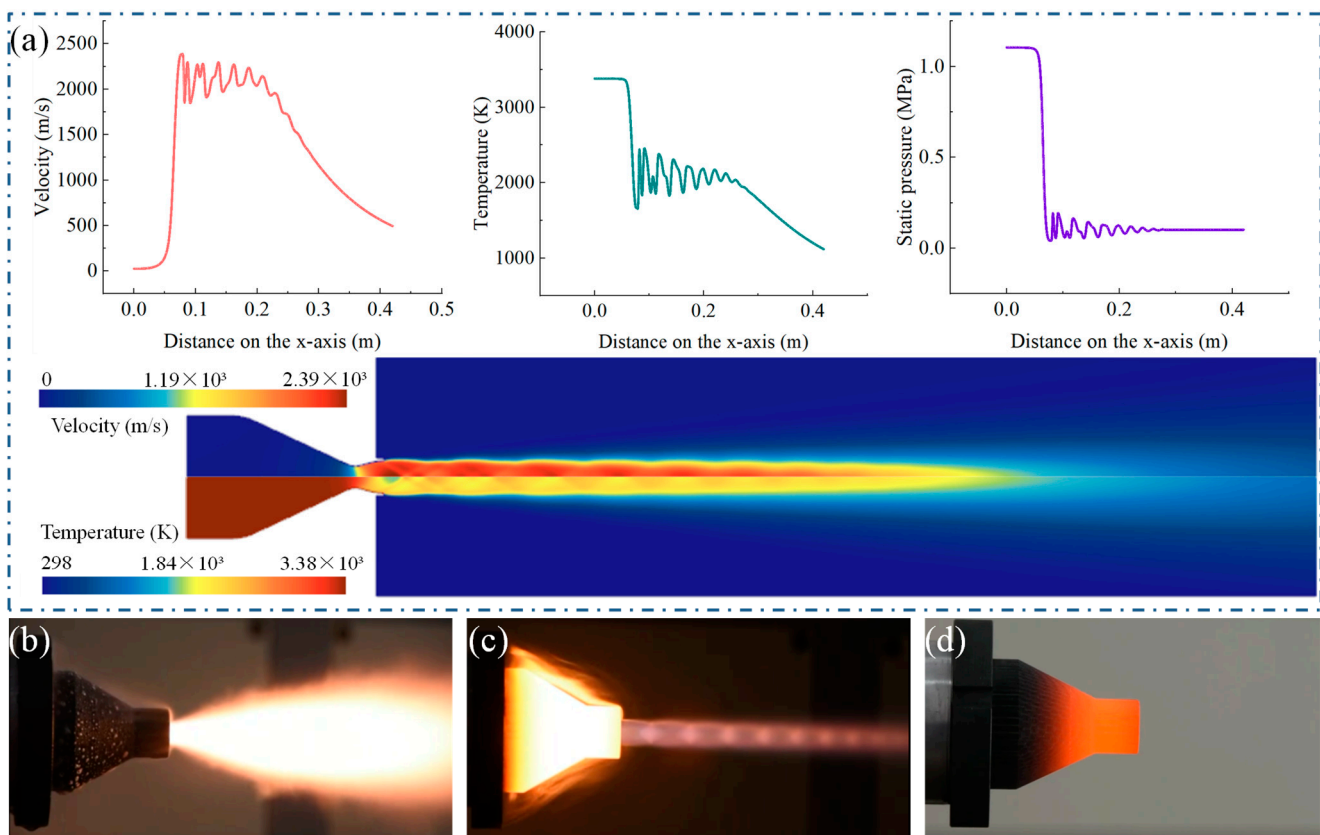 (a)
2500
2000
1500
1000
500
0
Velocity (m/s)
0.0 0.1 0.2 0.3 0.4 0.5
Distance on the x-axis (m)
4000
3000
2000
1000
Temperature (K)
0.0 0.2 0.4
Distance on the x-axis (m)
1.0
0.5
0.0
Static pressure (MPa)
0.0 0.2 0.4
Distance on the x-axis (m)
0 1.19×10³ 2.39×10³
Velocity (m/s)
Temperature (K)
298 1.84×10³ 3.38×10³
(b)
(c)
(d)